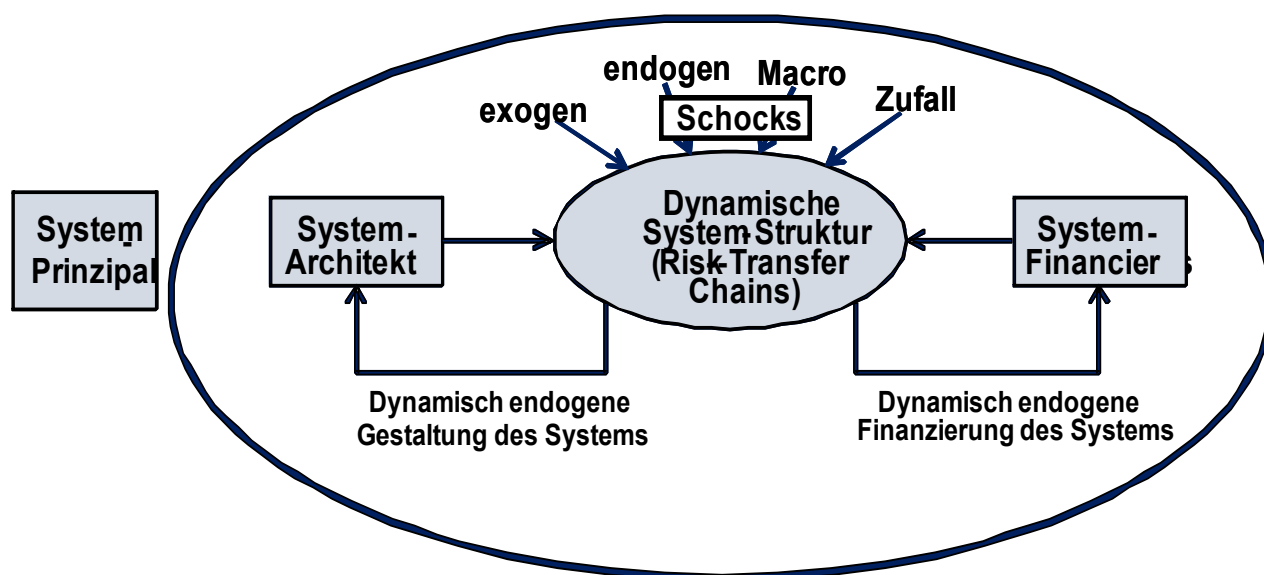 endogen
Macro
exogen
Schocks
Zufall
System-
Prinzipal
System-
Architekt
Dynamische
System-Struktur
(Risk-Transfer
Chains)
System-
Financiers
Dynamisch endogene
Gestaltung des Systems
Dynamisch endogene
Finanzierung des Systems